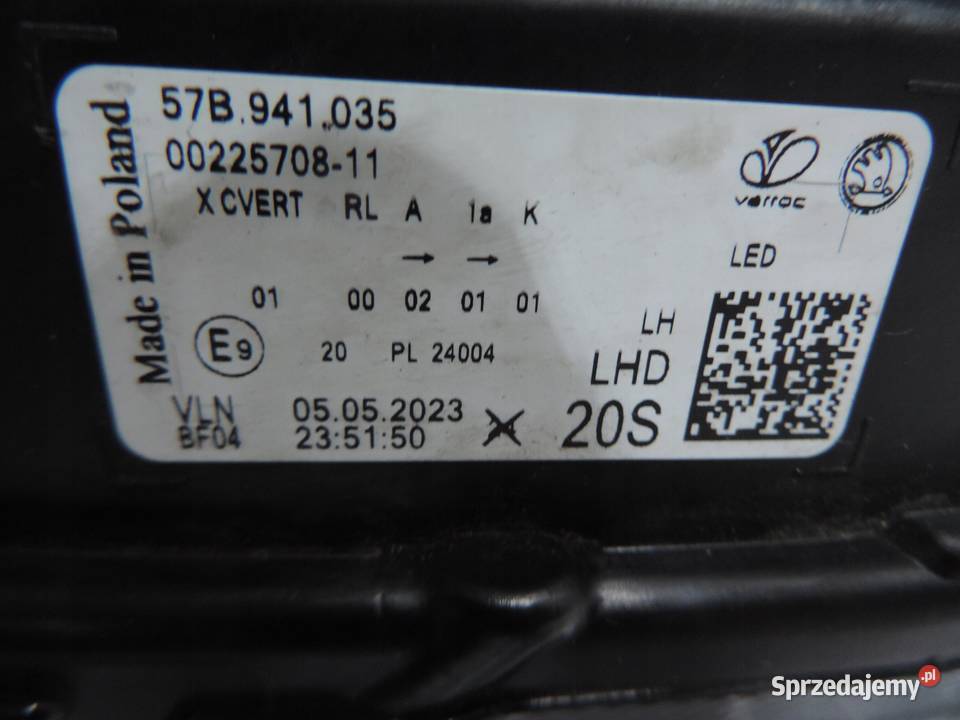 Made in Poland
57B.941.035
00225708-11
X CVERT RL A 1a K
→ →
01 00 02 01 01
E9 20 PL 24004
VLN 05.05.2023
BF04 23:51:50
varroc
LED
LH
LHD
20S
Sprzedajemy.pl